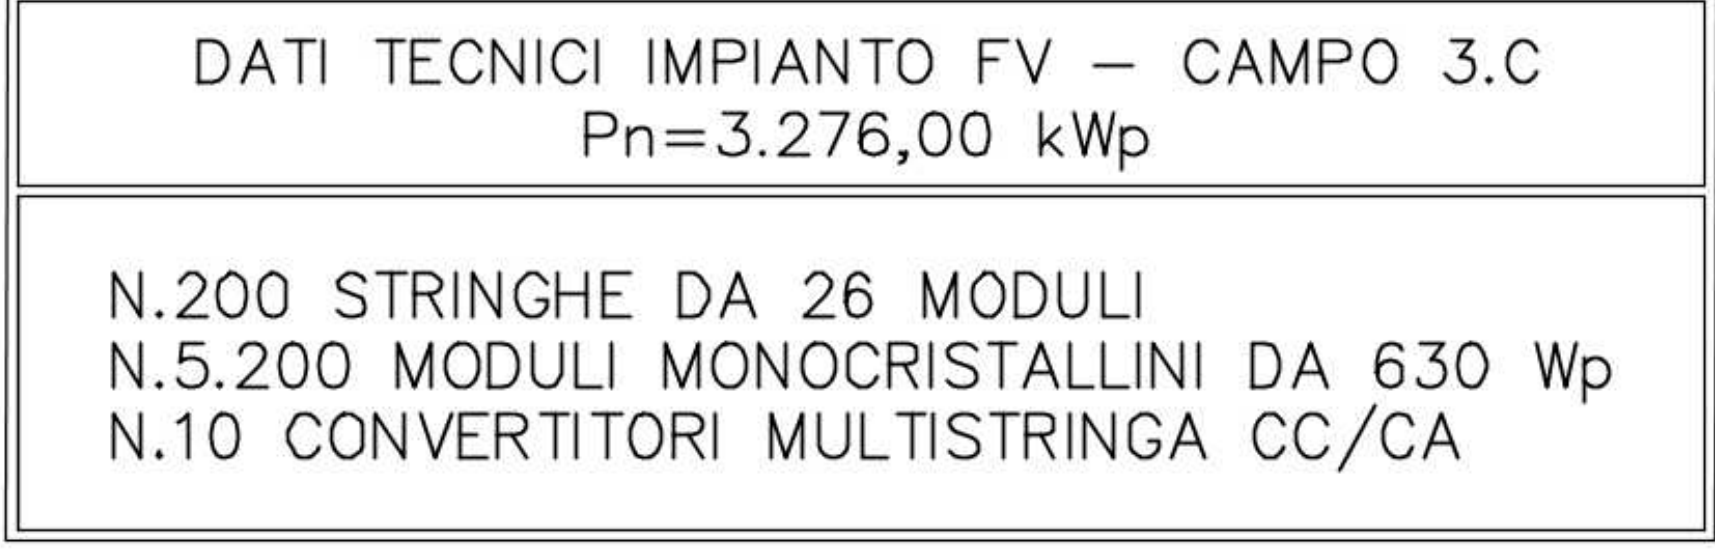 DATI TECNICI IMPIANTO FV – CAMPO 3.C
Pn=3.276,00 kWp
N.200 STRINGHE DA 26 MODULI
N.5.200 MODULI MONOCRISTALLINI DA 630 Wp
N.10 CONVERTITORI MULTISTRINGA CC/CA